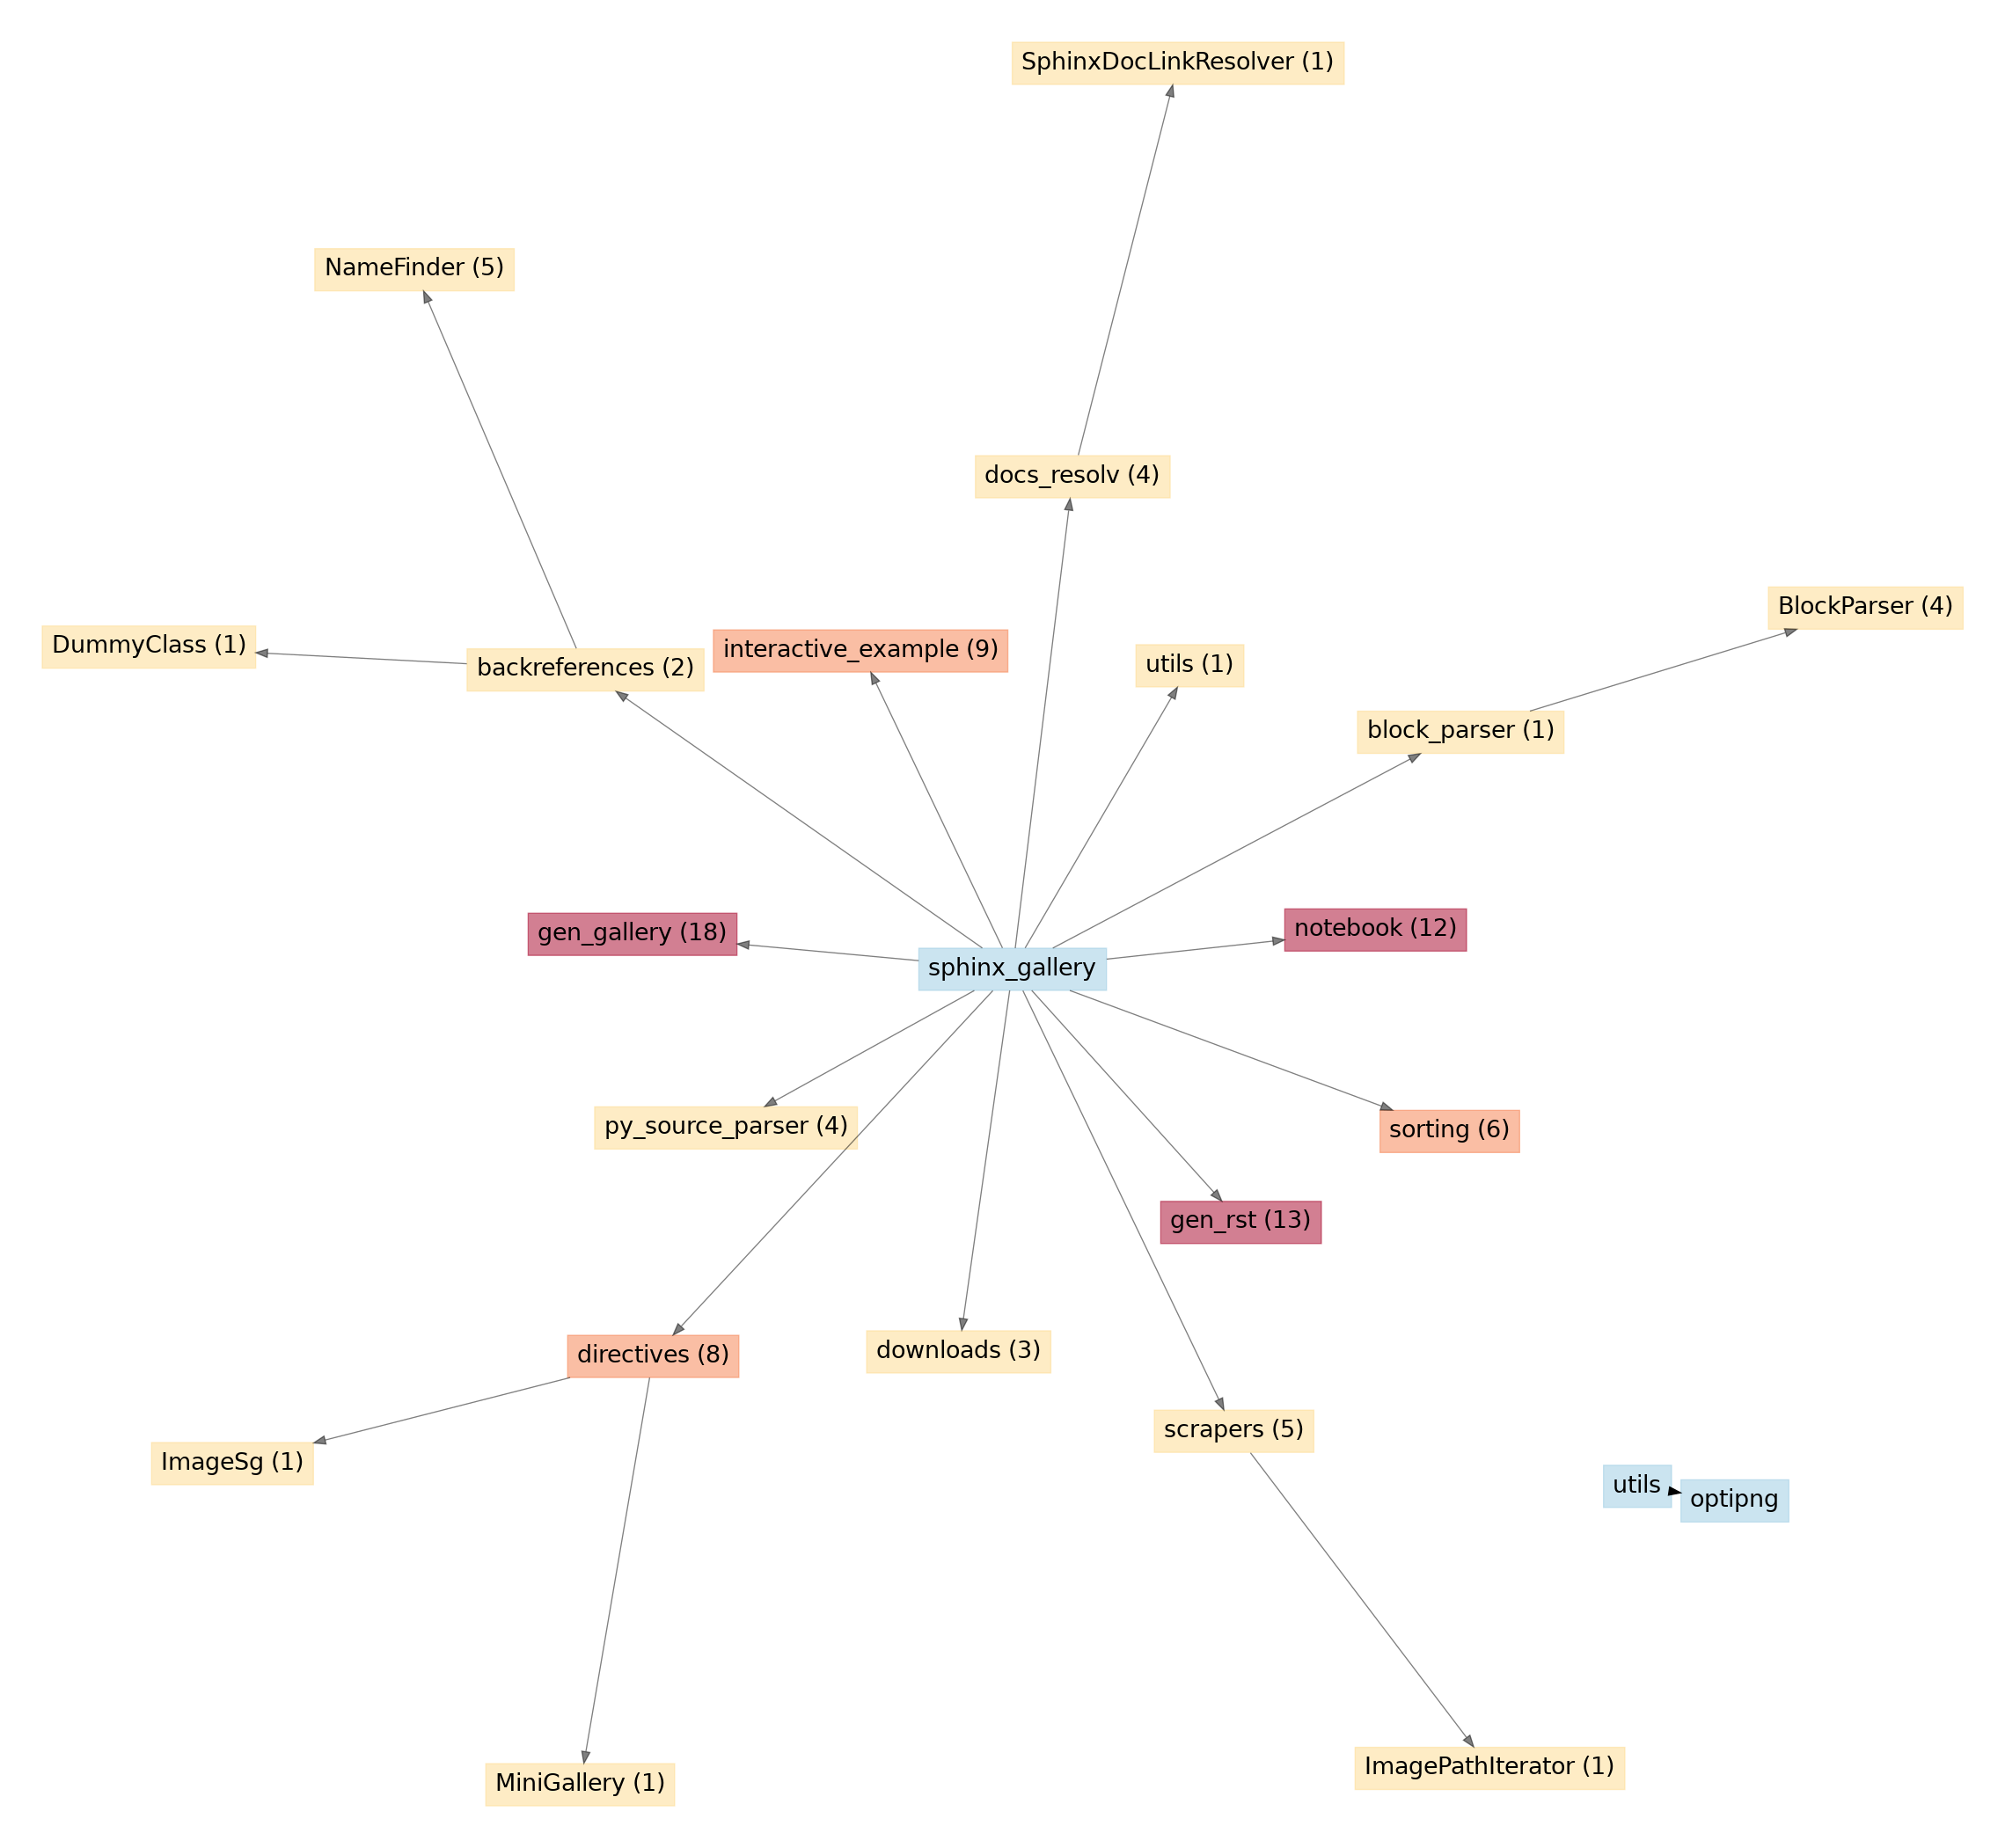 SphinxDocLinkResolver (1)
NameFinder (5)
docs_resolv (4)
BlockParser (4)
DummyClass (1)
backreferences (2)
interactive_example (9)
utils (1)
block_parser (1)
gen_gallery (18)
notebook (12)
sphinx_gallery
py_source_parser (4)
sorting (6)
gen_rst (13)
directives (8)
downloads (3)
scrapers (5)
ImageSg (1)
utils
optipng
MiniGallery (1)
ImagePathIterator (1)